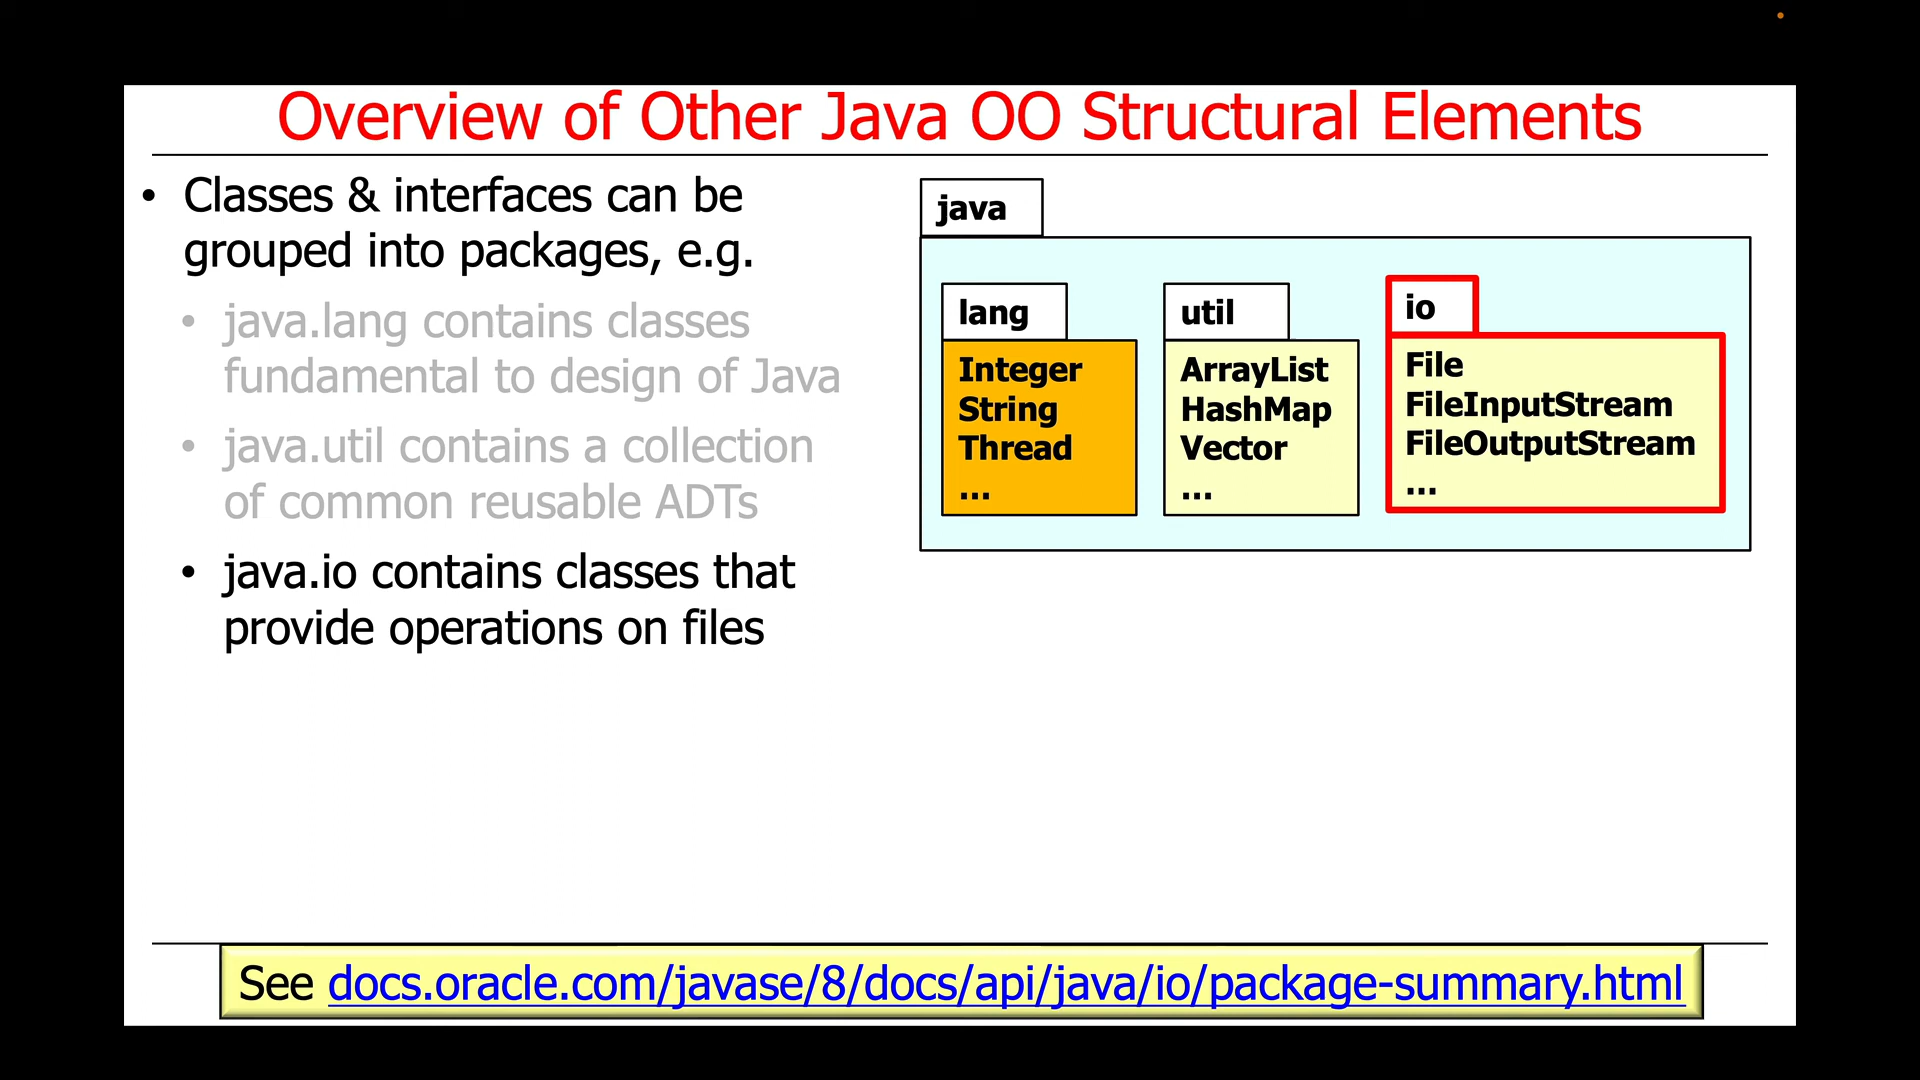 Overview of Other Java OO Structural Elements
• Classes & interfaces can be
grouped into packages, e.g.
• java.lang contains classes
fundamental to design of Java
• java.util contains a collection
of common reusable ADTs
• java.io contains classes that
provide operations on files
java
lang
Integer
String
Thread
...
util
ArrayList
HashMap
Vector
...
io
File
FileInputStream
FileOutputStream
...
See docs.oracle.com/javase/8/docs/api/java/io/package-summary.html